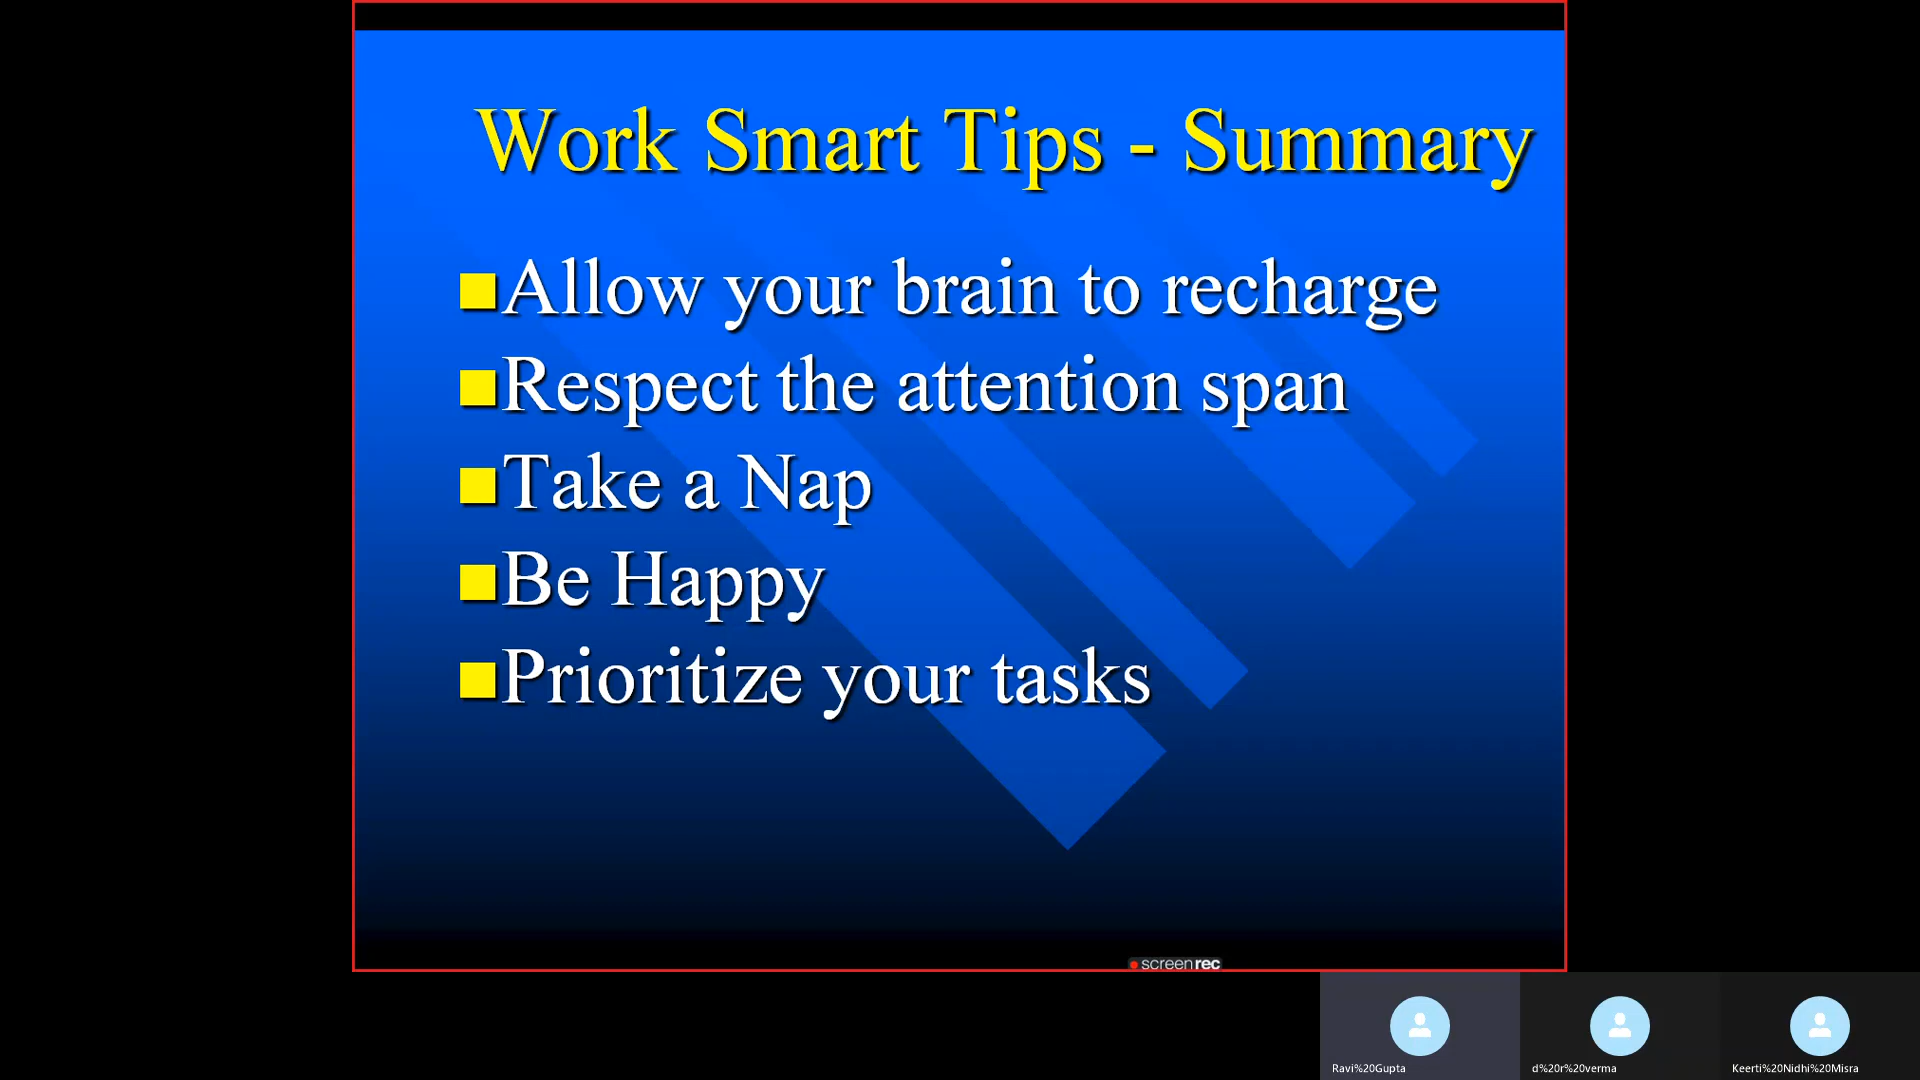 Work Smart Tips - Summary
Allow your brain to recharge
Respect the attention span
Take a Nap
Be Happy
Prioritize your tasks
screenrec
Ravi%20Gupta
d%20r%20verma
Keerti%20Nidhi%20Misra